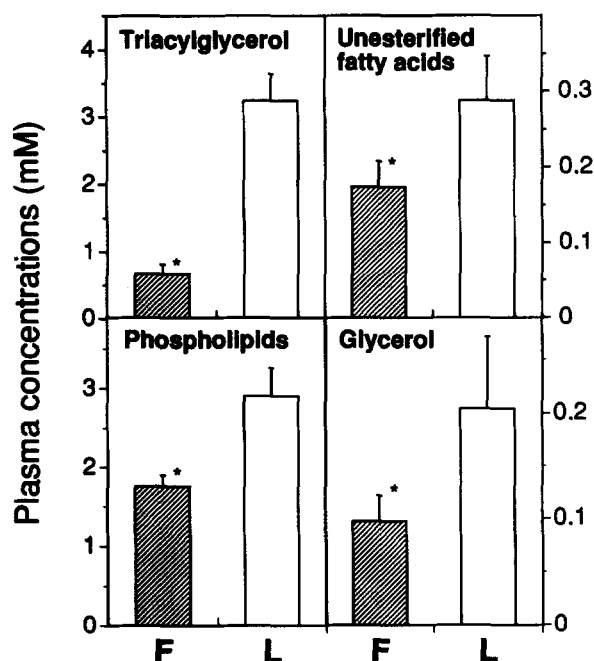 Plasma concentrations (mM)
Triacylglycerol
4
3
2
1
0
*
Unesterified
fatty acids
0.3
0.2
0.1
0
*
Phospholipids
3
2
1
0
*
Glycerol
0.2
0.1
0
*
F L F L